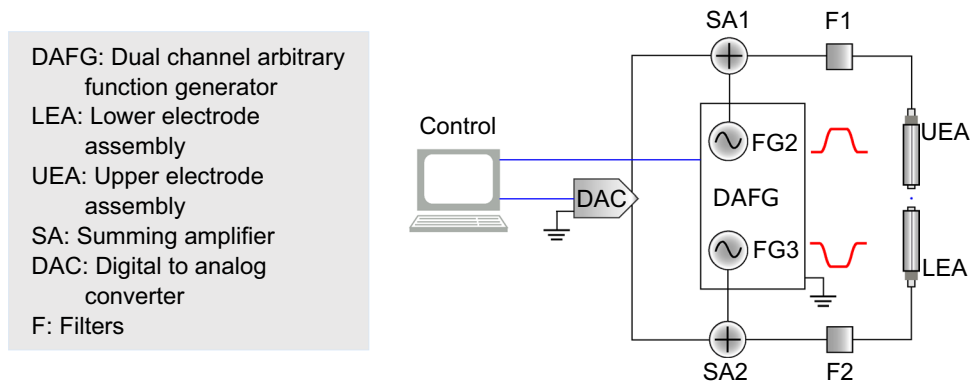 DAFG: Dual channel arbitrary
function generator
LEA: Lower electrode
assembly
UEA: Upper electrode
assembly
SA: Summing amplifier
DAC: Digital to analog
converter
F: Filters
SA1
F1
Control
FG2
UEA
DAC
DAFG
FG3
LEA
SA2
F2